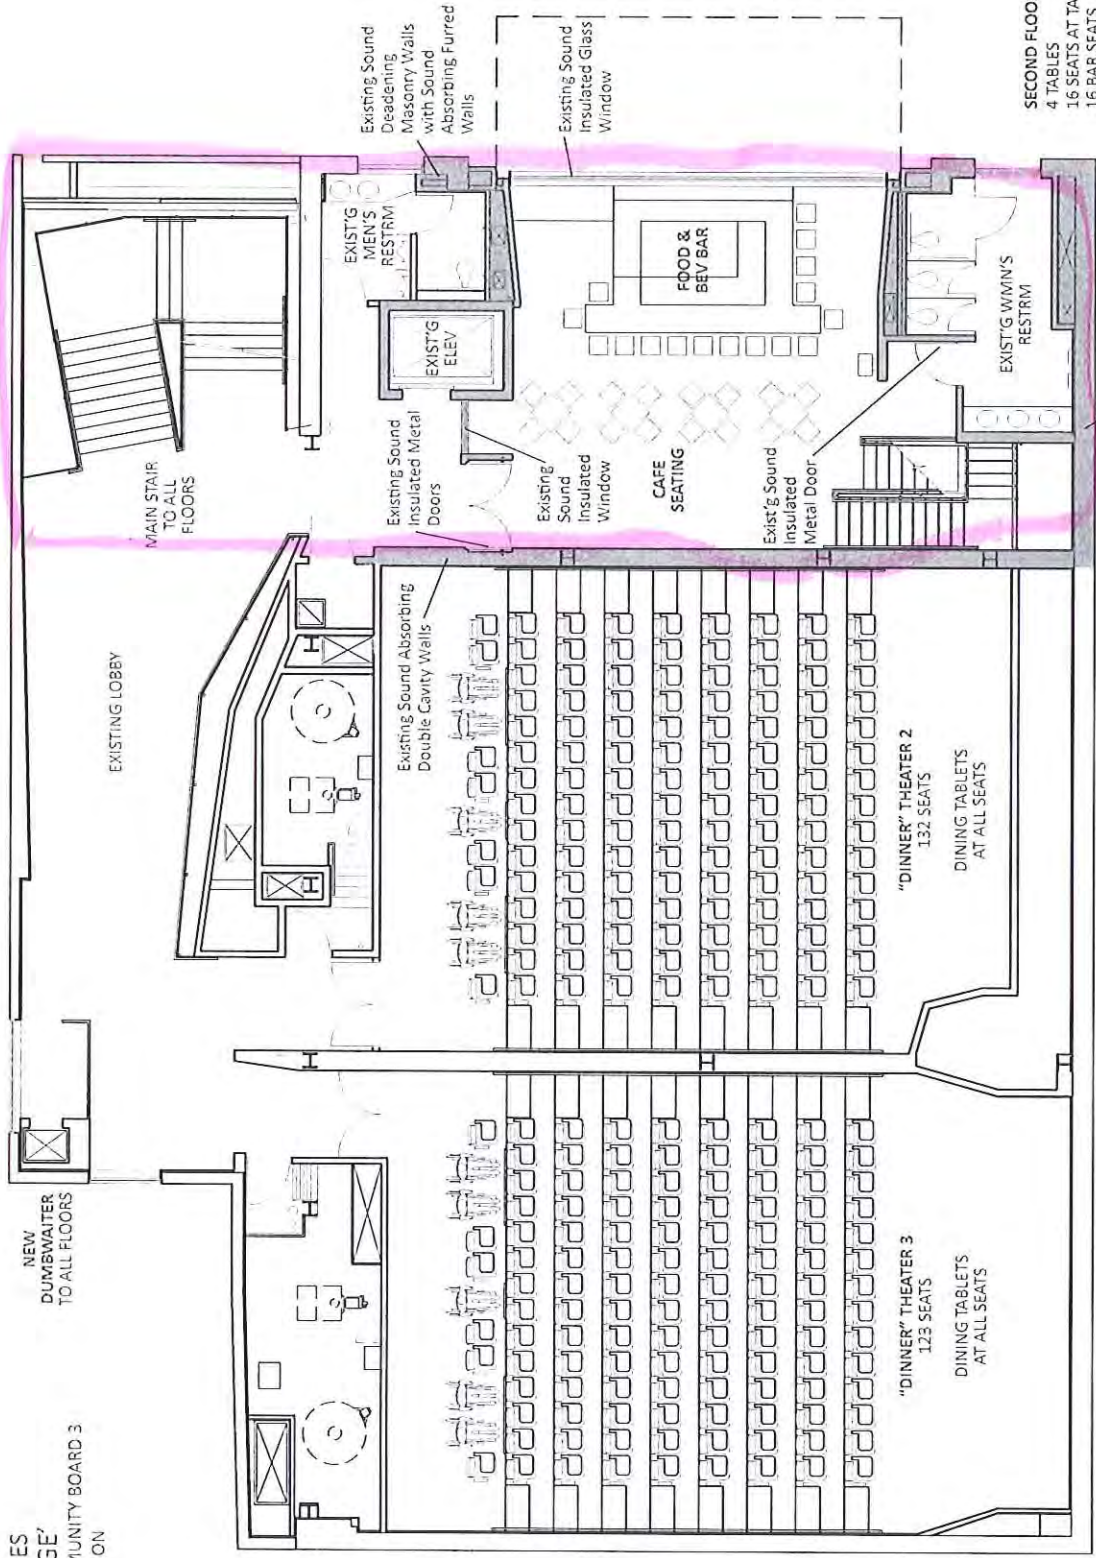 ES
GE'
MUNITY BOARD 3
ON
NEW
DUMBWAITER
TO ALL FLOORS
EXISTING LOBBY
MAIN STAIR
TO ALL
FLOORS
Existing Sound
Deadening
Masonry Walls
with Sound
Absorbing Furred
Walls
EXIST'G
MEN'S
RESTRM
EXIST'G
ELEV
Existing Sound
Insulated Metal
Doors
Existing Sound Absorbing
Double Cavity Walls
Existing
Sound
Insulated
Window
Existing Sound
Insulated Glass
Window
FOOD &
BEV BAR
CAFE
SEATING
Exist'g Sound
Insulated
Metal Door
EXIST'G WMN'S
RESTRM
"DINNER" THEATER 3
123 SEATS
DINING TABLETS
AT ALL SEATS
"DINNER" THEATER 2
132 SEATS
DINING TABLETS
AT ALL SEATS
SECOND FLOO
4 TABLES
16 SEATS AT TA
16 BAR SEATS